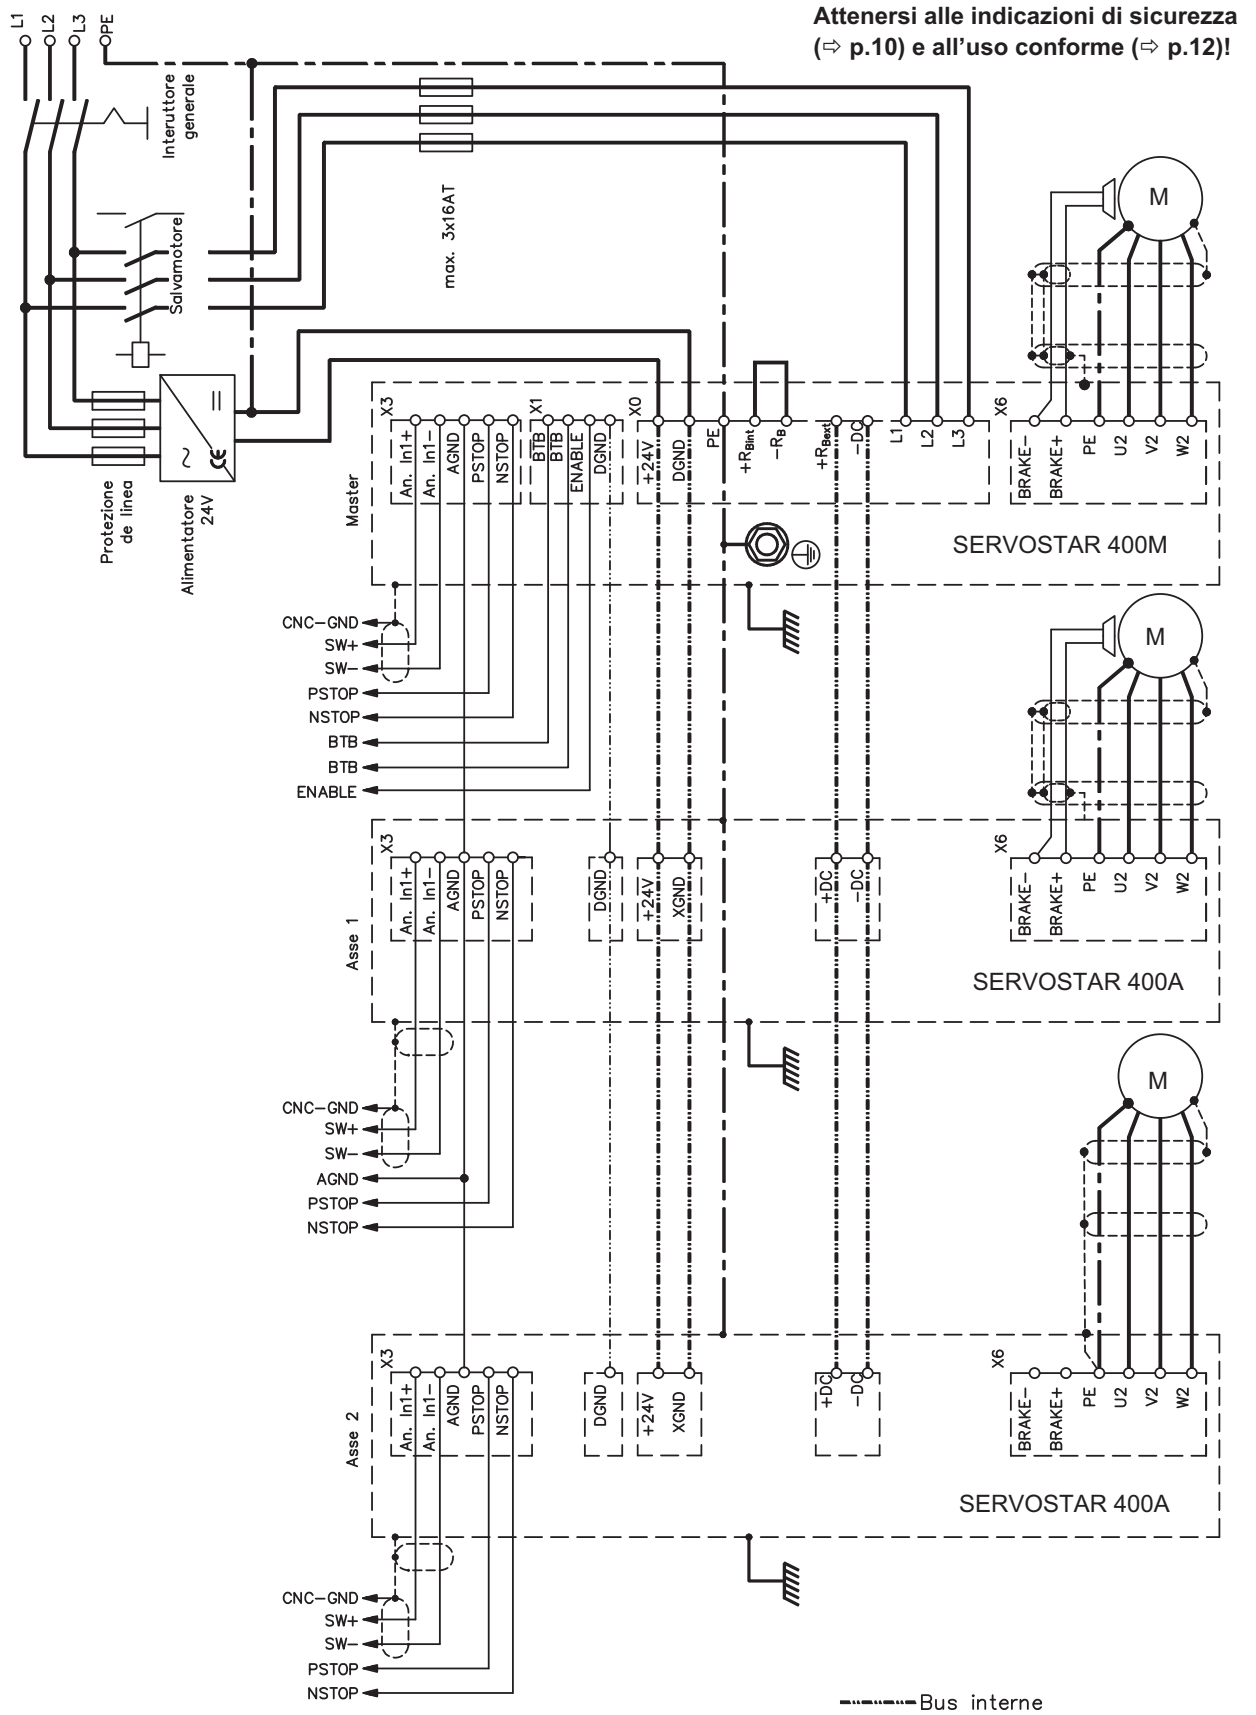 Attenersi alle indicazioni di sicurezza
(⇨ p.10) e all'uso conforme (⇨ p.12)!
L1
L2
L3
PE
Interuttore
generale
Salvamotore
max. 3x16AT
Protezione
de linea
Alimentatore
24V
=
~
CE
M
Master
X3
An. In1+
An. In1-
AGND
PSTOP
NSTOP
X1
BTB
BTB
ENABLE
DGND
X0
+24V
DGND
PE
+RBint
-RB
+RBext
-DC
L1
L2
L3
X6
BRAKE-
BRAKE+
PE
U2
V2
W2
SERVOSTAR 400M
CNC-GND
SW+
SW-
PSTOP
NSTOP
BTB
BTB
ENABLE
M
Asse 1
X3
An. In1+
An. In1-
AGND
PSTOP
NSTOP
DGND
+24V
XGND
+DC
-DC
X6
BRAKE-
BRAKE+
PE
U2
V2
W2
SERVOSTAR 400A
CNC-GND
SW+
SW-
AGND
PSTOP
NSTOP
M
Asse 2
X3
An. In1+
An. In1-
AGND
PSTOP
NSTOP
DGND
+24V
XGND
+DC
-DC
X6
BRAKE-
BRAKE+
PE
U2
V2
W2
SERVOSTAR 400A
CNC-GND
SW+
SW-
PSTOP
NSTOP
Bus interne